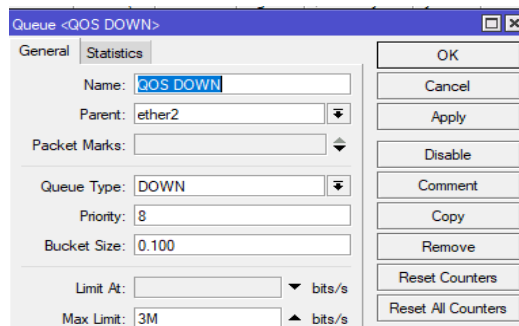 Queue <QOS DOWN>
General Statistics
OK
Name: QOS DOWN
Cancel
Parent: ether2
Apply
Packet Marks:
Disable
Queue Type: DOWN
Comment
Priority: 8
Copy
Bucket Size: 0.100
Remove
Limit At: bits/s
Reset Counters
Max Limit: 3M bits/s
Reset All Counters